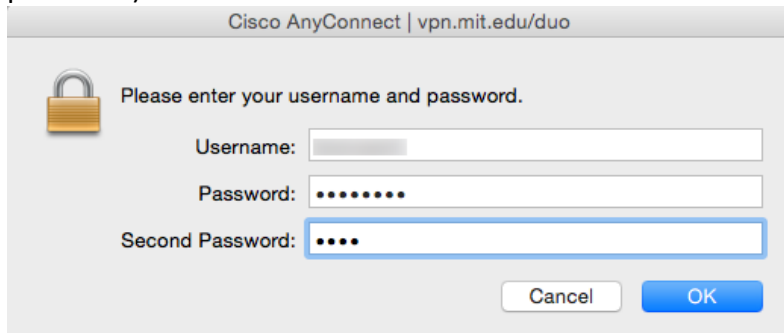 Cisco AnyConnect | vpn.mit.edu/duo
Please enter your username and password.
Username:
Password: ••••••••
Second Password: ••••
Cancel OK